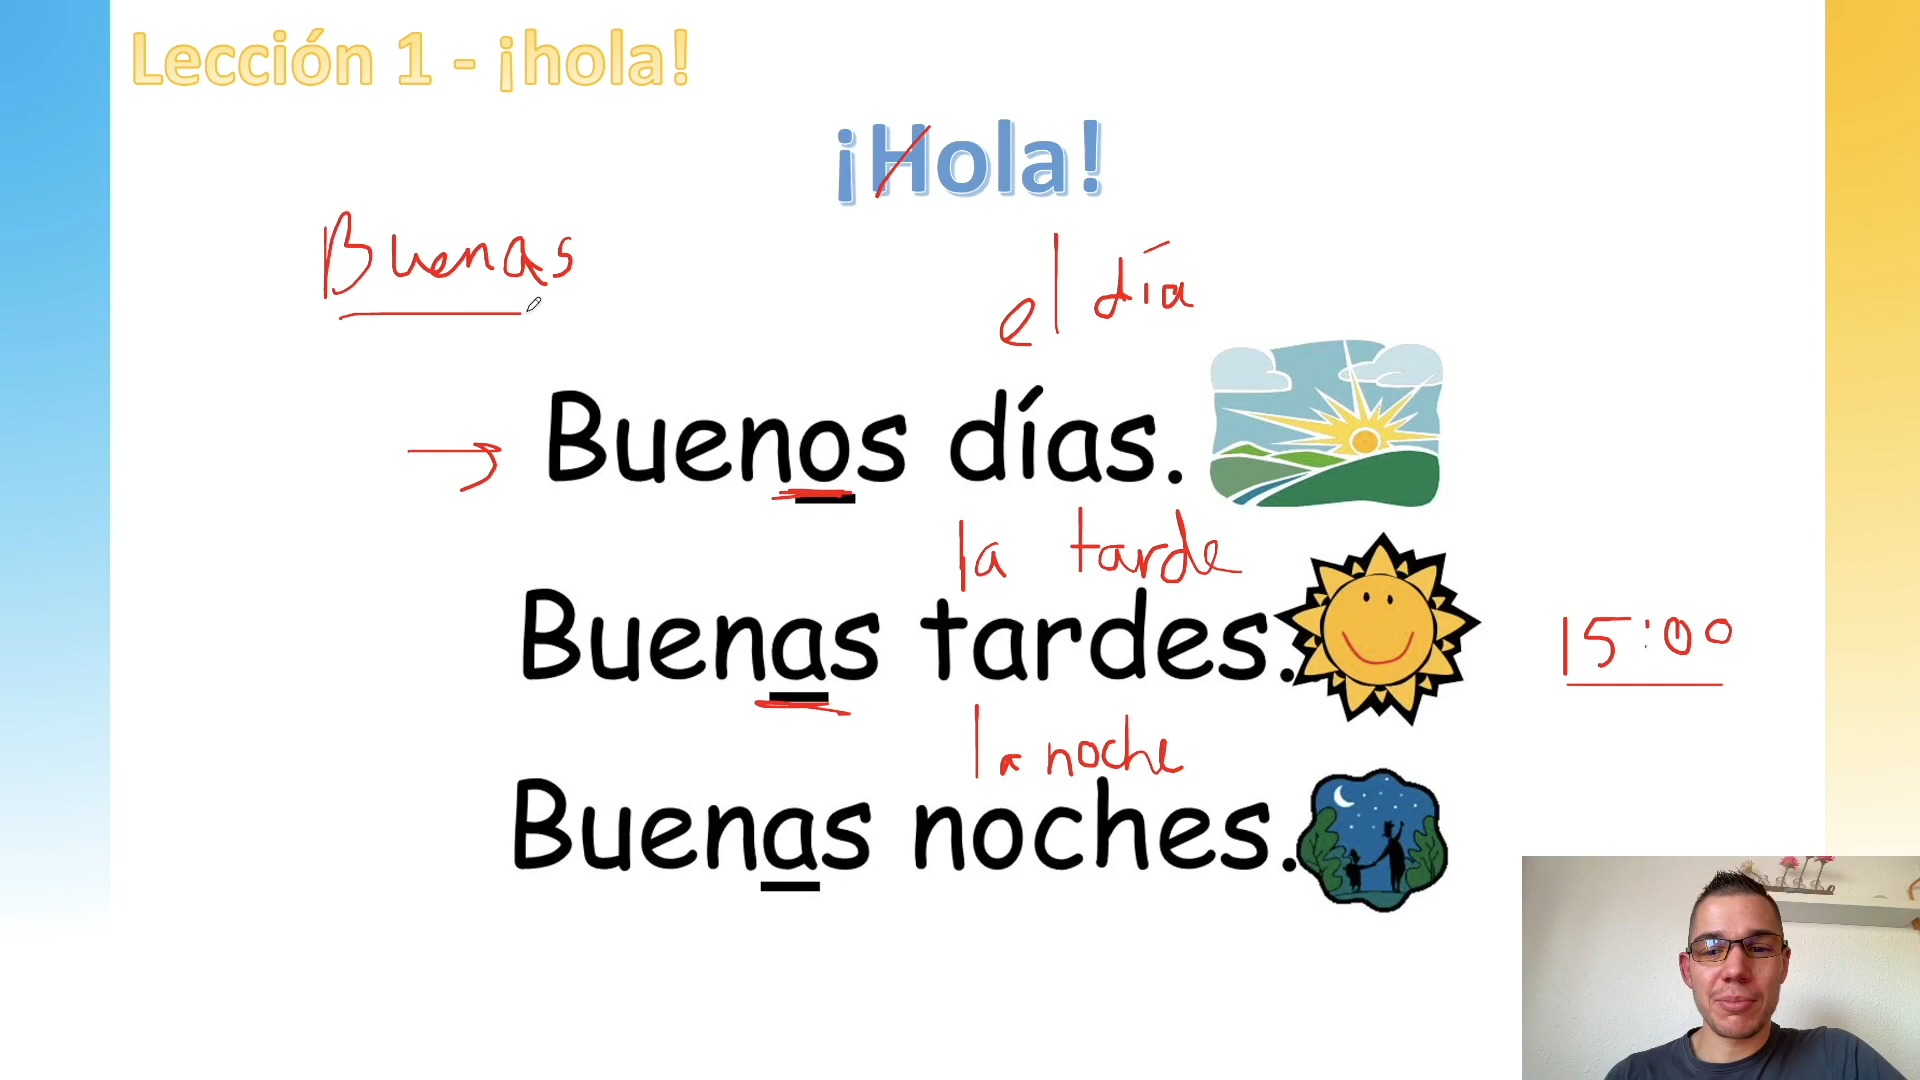 Lección 1 - ¡hola!
¡Hola!
Buenas
el día
Buenos días.
la tarde
Buenas tardes.
15:00
la noche
Buenas noches.